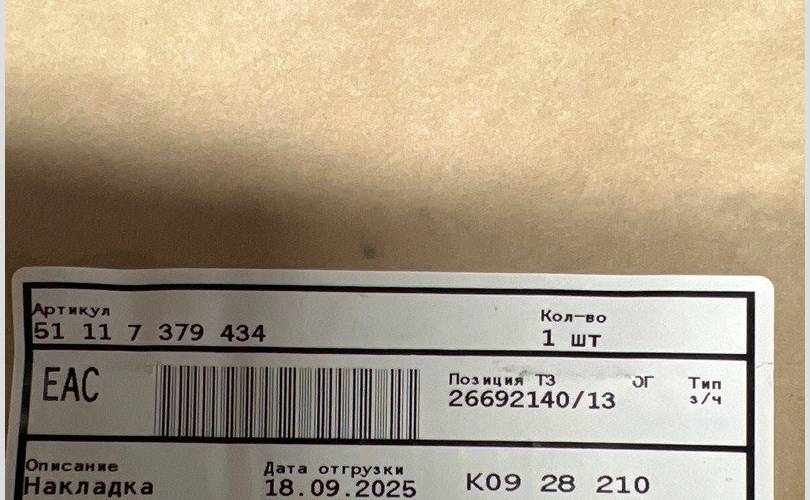 Артикул
Кол-во
51 11 7 379 434
1 шт
EAC
Позиция ТЗ
ОГ
Тип
26692140/13
з/ч
Описание
Дата отгрузки
Накладка
18.09.2025
K09 28 210